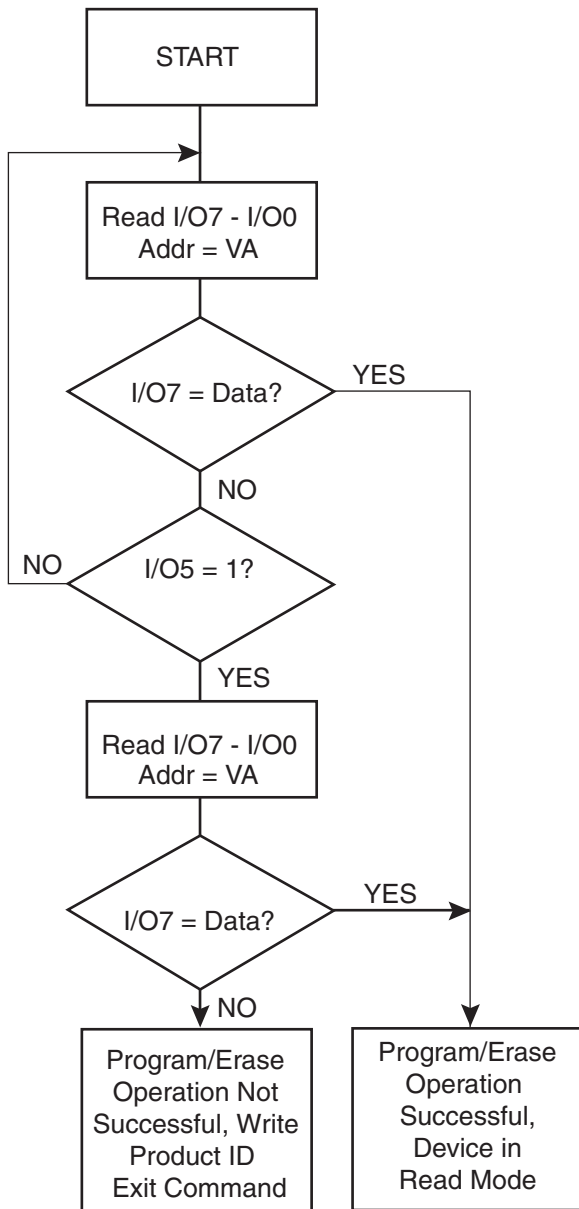 START
Read I/O7 - I/O0
Addr = VA
I/O7 = Data?
YES
NO
I/O5 = 1?
NO
YES
Read I/O7 - I/O0
Addr = VA
I/O7 = Data?
YES
NO
Program/Erase
Operation Not
Successful, Write
Product ID
Exit Command
Program/Erase
Operation
Successful,
Device in
Read Mode